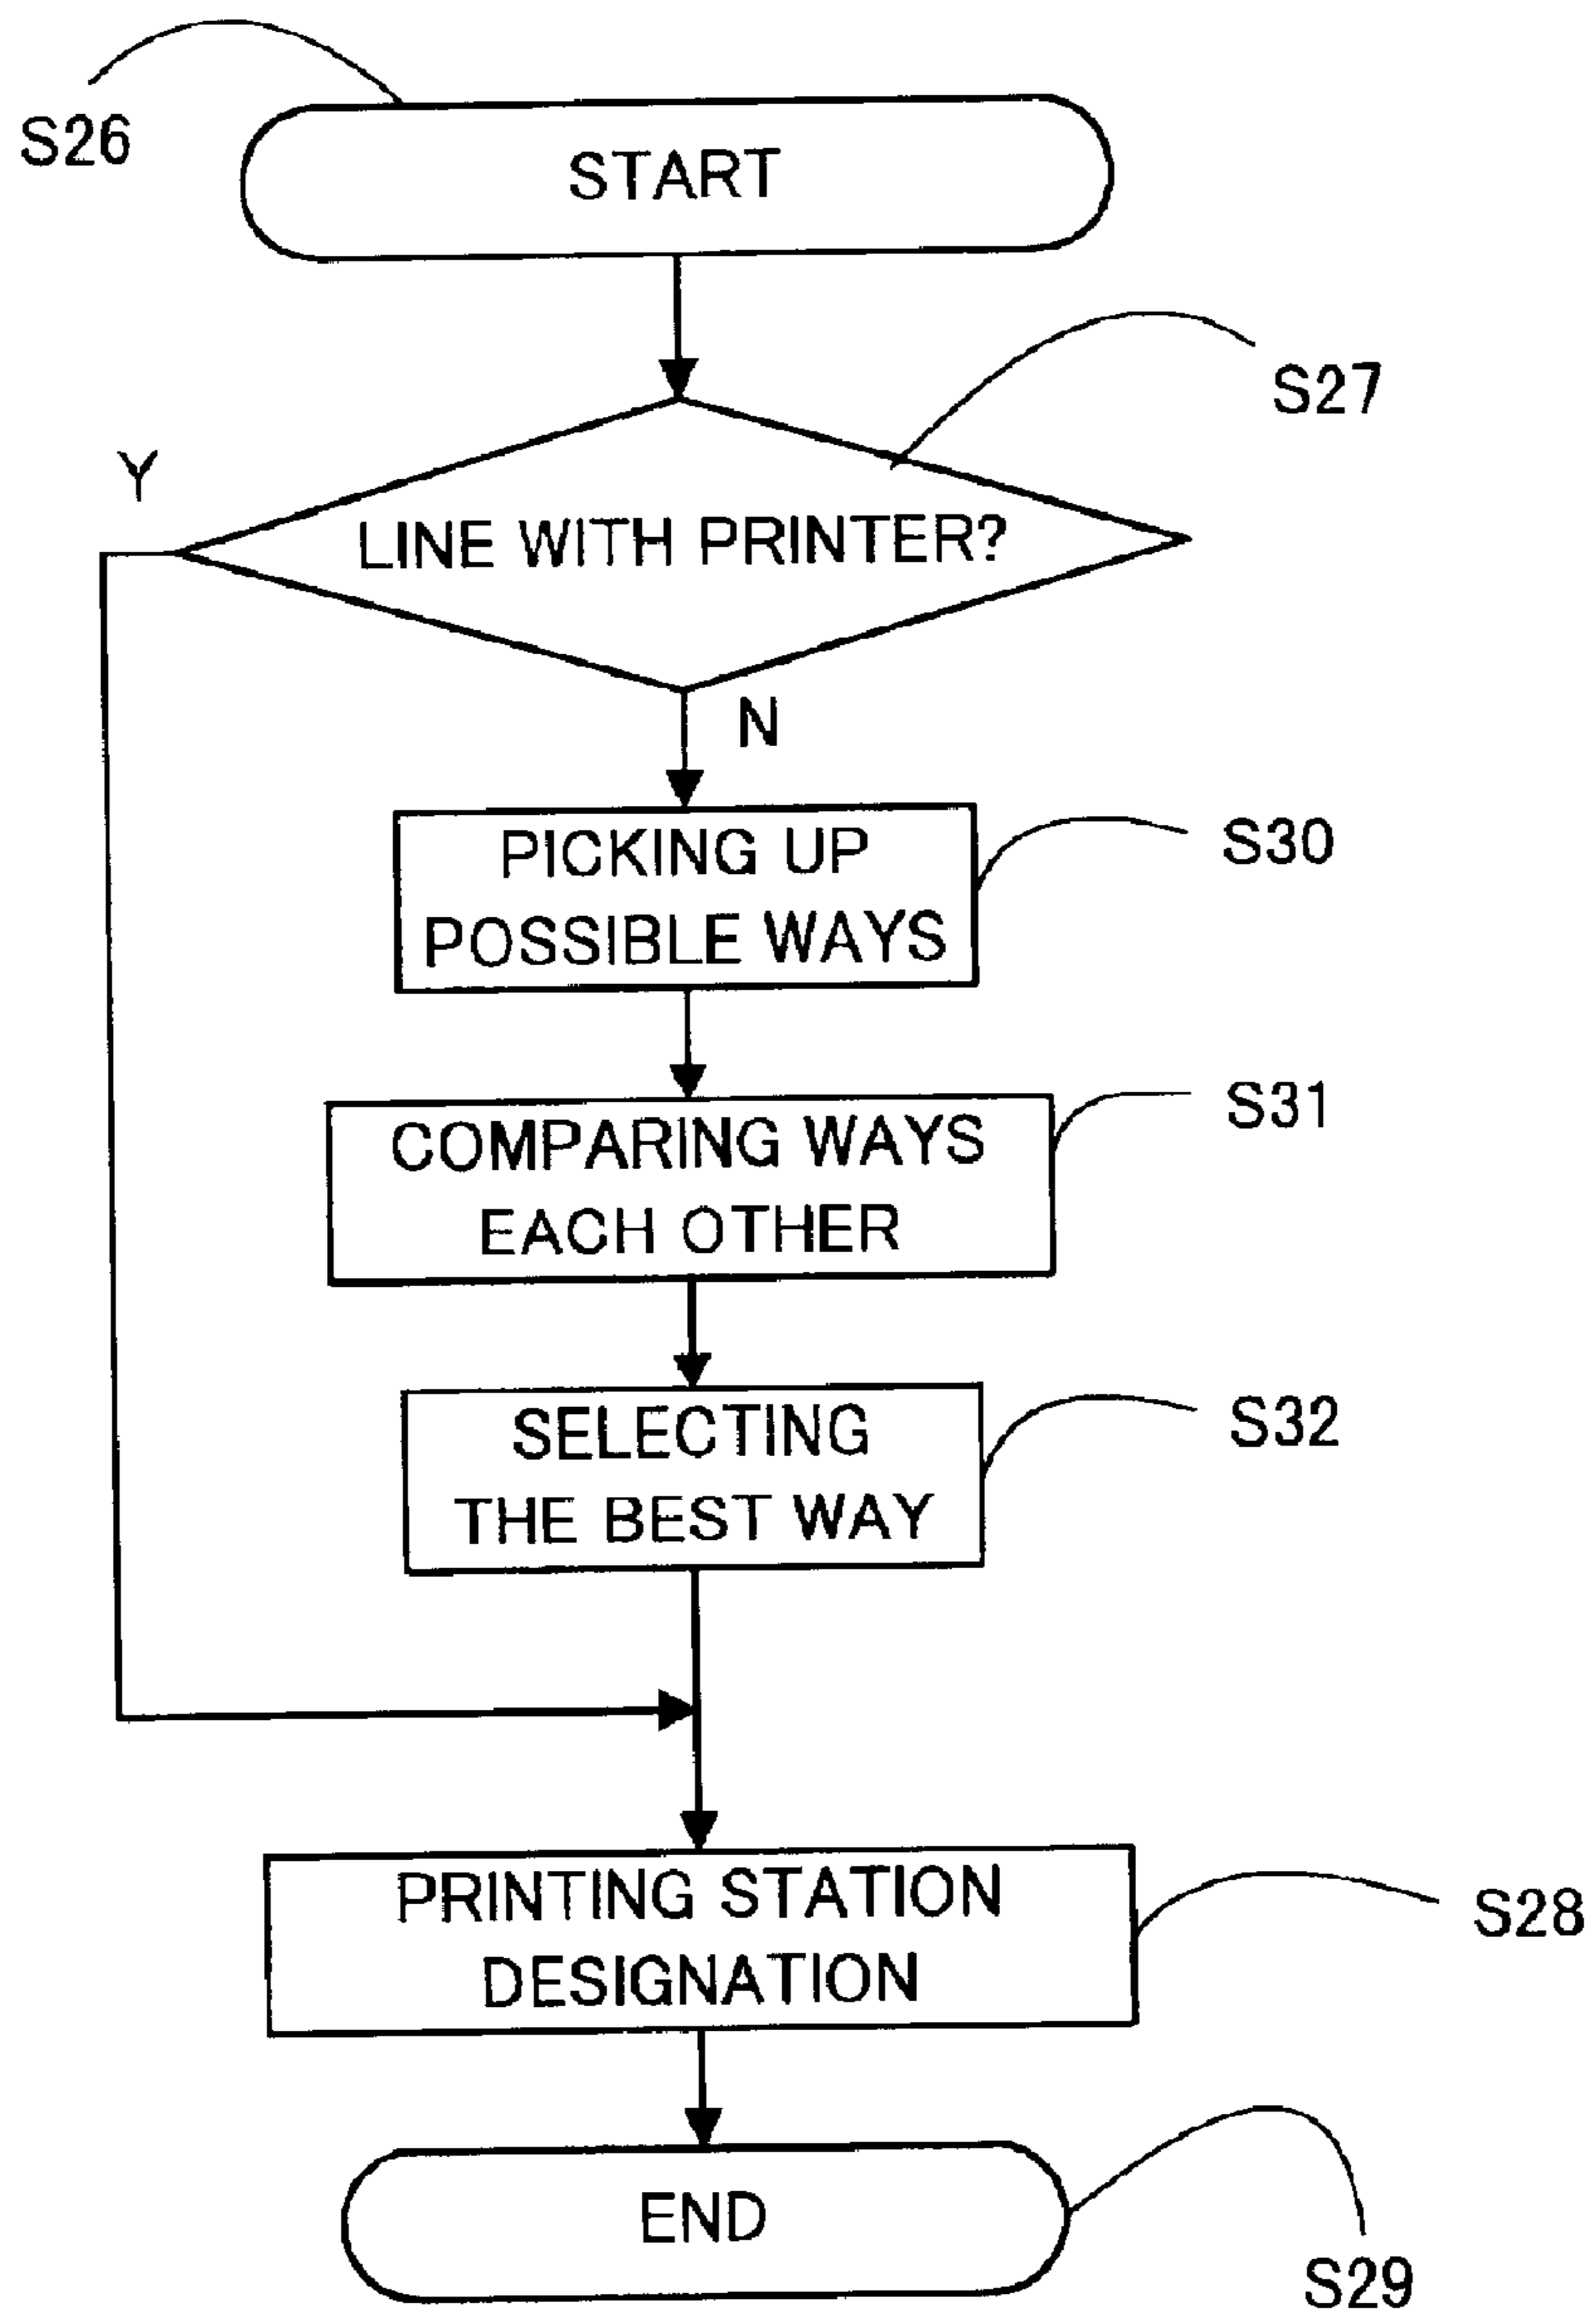 S26
START
S27
Y
LINE WITH PRINTER?
N
PICKING UP
POSSIBLE WAYS
S30
COMPARING WAYS
EACH OTHER
S31
SELECTING
THE BEST WAY
S32
PRINTING STATION
DESIGNATION
S28
END
S29